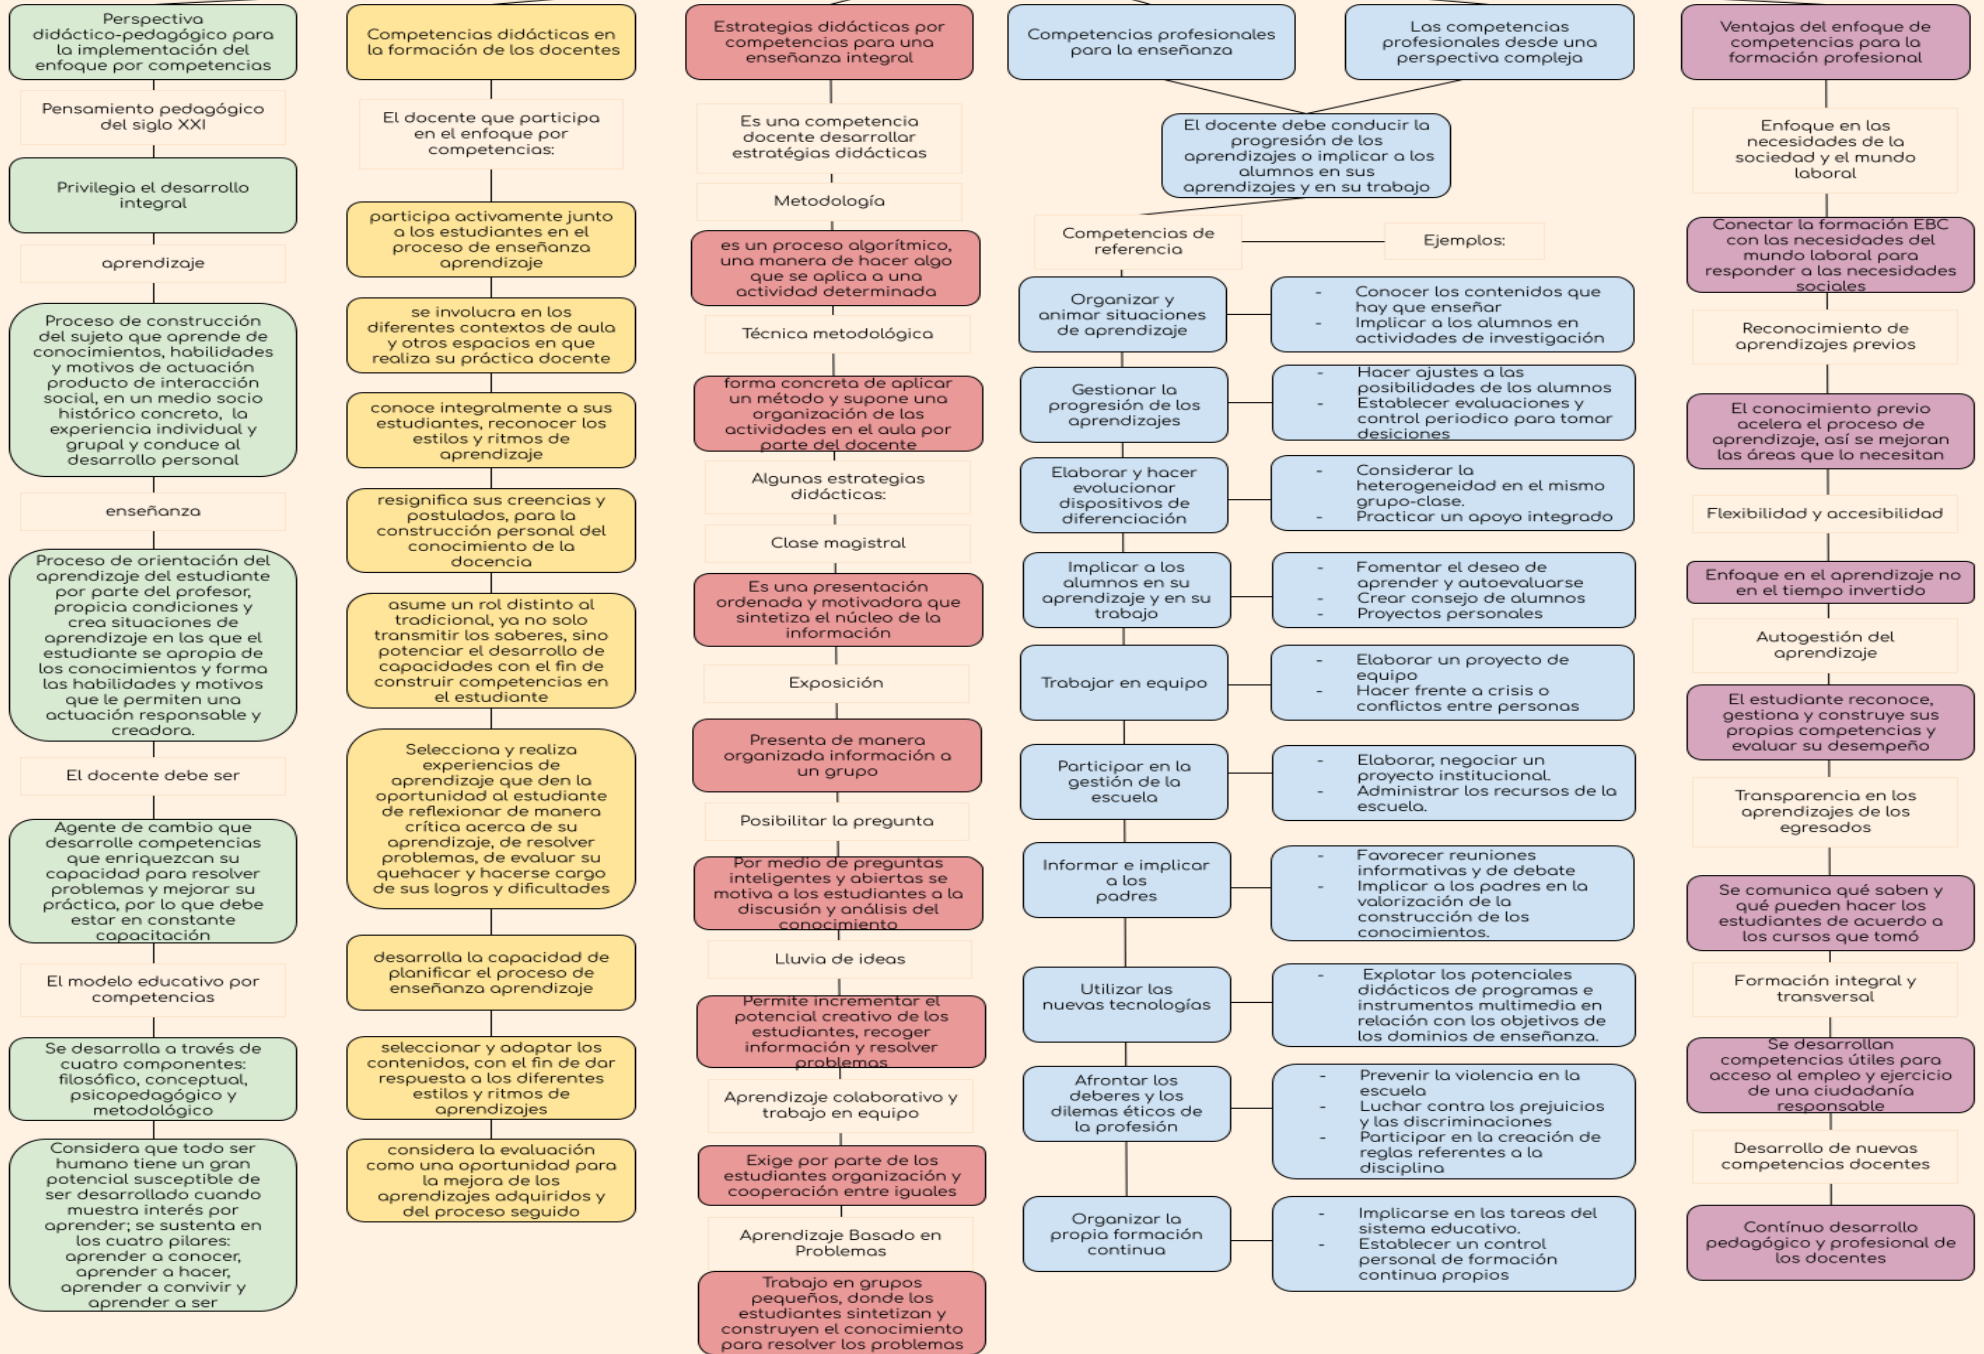 Perspectiva
didáctico-pedagógico para
la implementación del
enfoque por competencias
Pensamiento pedagógico
del siglo XXI
Privilegia el desarrollo
integral
aprendizaje
Proceso de construcción
del sujeto que aprende de
conocimientos, habilidades
y motivos de actuación
producto de interacción
social, en un medio socio
histórico concreto, la
experiencia individual y
grupal y conduce al
desarrollo personal
enseñanza
Proceso de orientación del
aprendizaje del estudiante
por parte del profesor,
propicia condiciones y
crea situaciones de
aprendizaje en las que el
estudiante se apropia de
los conocimientos y forma
las habilidades y motivos
que le permiten una
actuación responsable y
creadora.
El docente debe ser
Agente de cambio que
desarrolle competencias
que enriquezcan su
capacidad para resolver
problemas y mejorar su
práctica, por lo que debe
estar en constante
capacitación
El modelo educativo por
competencias
Se desarrolla a través de
cuatro componentes:
filosófico, conceptual,
psicopedagógico y
metodológico
Considera que todo ser
humano tiene un gran
potencial susceptible de
ser desarrollado cuando
muestra interés por
aprender; se sustenta en
los cuatro pilares:
aprender a conocer,
aprender a hacer,
aprender a convivir y
aprender a ser
Competencias didácticas en
la formación de los docentes
El docente que participa
en el enfoque por
competencias:
participa activamente junto
a los estudiantes en el
proceso de enseñanza
aprendizaje
se involucra en los
diferentes contextos de aula
y otros espacios en que
realiza su práctica docente
conoce integralmente a sus
estudiantes, reconocer los
estilos y ritmos de
aprendizaje
resignifica sus creencias y
postulados, para la
construcción personal del
conocimiento de la
docencia
asume un rol distinto al
tradicional, ya no solo
transmitir los saberes, sino
potenciar el desarrollo de
capacidades con el fin de
construir competencias en
el estudiante
Selecciona y realiza
experiencias de
aprendizaje que den la
oportunidad al estudiante
de reflexionar de manera
crítica acerca de su
aprendizaje, de resolver
problemas, de evaluar su
quehacer y hacerse cargo
de sus logros y dificultades
desarrolla la capacidad de
planificar el proceso de
enseñanza aprendizaje
seleccionar y adaptar los
contenidos, con el fin de dar
respuesta a los diferentes
estilos y ritmos de
aprendizajes
considera la evaluación
como una oportunidad para
la mejora de los
aprendizajes adquiridos y
del proceso seguido
Estrategias didácticas por
competencias para una
enseñanza integral
Es una competencia
docente desarrollar
estratégias didácticas
Metodología
es un proceso algorítmico,
una manera de hacer algo
que se aplica a una
actividad determinada
Técnica metodológica
forma concreta de aplicar
un método y supone una
organización de las
actividades en el aula por
parte del docente
Algunas estrategias
didácticas:
Clase magistral
Es una presentación
ordenada y motivadora que
sintetiza el núcleo de la
información
Exposición
Presenta de manera
organizada información a
un grupo
Posibilitar la pregunta
Por medio de preguntas
inteligentes y abiertas se
motiva a los estudiantes a la
discusión y análisis del
conocimiento
Lluvia de ideas
Permite incrementar el
potencial creativo de los
estudiantes, recoger
información y resolver
problemas
Aprendizaje colaborativo y
trabajo en equipo
Exige por parte de los
estudiantes organización y
cooperación entre iguales
Aprendizaje Basado en
Problemas
Trabajo en grupos
pequeños, donde los
estudiantes sintetizan y
construyen el conocimiento
para resolver los problemas
Competencias profesionales
para la enseñanza
Las competencias
profesionales desde una
perspectiva compleja
El docente debe conducir la
progresión de los
aprendizajes o implicar a los
alumnos en sus
aprendizajes y en su trabajo
Competencias de
referencia
Ejemplos:
Organizar y
animar situaciones
de aprendizaje
- Conocer los contenidos que
hay que enseñar
- Implicar a los alumnos en
actividades de investigación
Gestionar la
progresión de los
aprendizajes
- Hacer ajustes a las
posibilidades de los alumnos
- Establecer evaluaciones y
control periodico para tomar
desiciones
Elaborar y hacer
evolucionar
dispositivos de
diferenciación
- Considerar la
heterogeneidad en el mismo
grupo-clase.
- Practicar un apoyo integrado
Implicar a los
alumnos en su
aprendizaje y en su
trabajo
- Fomentar el deseo de
aprender y autoevaluarse
- Crear consejo de alumnos
- Proyectos personales
Trabajar en equipo
- Elaborar un proyecto de
equipo
- Hacer frente a crisis o
conflictos entre personas
Participar en la
gestión de la
escuela
- Elaborar, negociar un
proyecto institucional.
- Administrar los recursos de la
escuela.
Informar e implicar
a los
padres
- Favorecer reuniones
informativas y de debate
- Implicar a los padres en la
valorización de la
construcción de los
conocimientos.
Utilizar las
nuevas tecnologías
- Explotar los potenciales
didácticos de programas e
instrumentos multimedia en
relación con los objetivos de
los dominios de enseñanza.
Afrontar los
deberes y los
dilemas éticos de
la profesión
- Prevenir la violencia en la
escuela
- Luchar contra los prejuicios
y las discriminaciones
- Participar en la creación de
reglas referentes a la
disciplina
Organizar la
propia formación
continua
- Implicarse en las tareas del
sistema educativo.
- Establecer un control
personal de formación
continua propios
Ventajas del enfoque de
competencias para la
formación profesional
Enfoque en las
necesidades de la
sociedad y el mundo
laboral
Conectar la formación EBC
con las necesidades del
mundo laboral para
responder a las necesidades
sociales
Reconocimiento de
aprendizajes previos
El conocimiento previo
acelera el proceso de
aprendizaje, así se mejoran
las áreas que lo necesitan
Flexibilidad y accesibilidad
Enfoque en el aprendizaje no
en el tiempo invertido
Autogestión del
aprendizaje
El estudiante reconoce,
gestiona y construye sus
propias competencias y
evaluar su desempeño
Transparencia en los
aprendizajes de los
egresados
Se comunica qué saben y
qué pueden hacer los
estudiantes de acuerdo a
los cursos que tomó
Formación integral y
transversal
Se desarrollan
competencias útiles para
acceso al empleo y ejercicio
de una ciudadanía
responsable
Desarrollo de nuevas
competencias docentes
Contínuo desarrollo
pedagógico y profesional de
los docentes